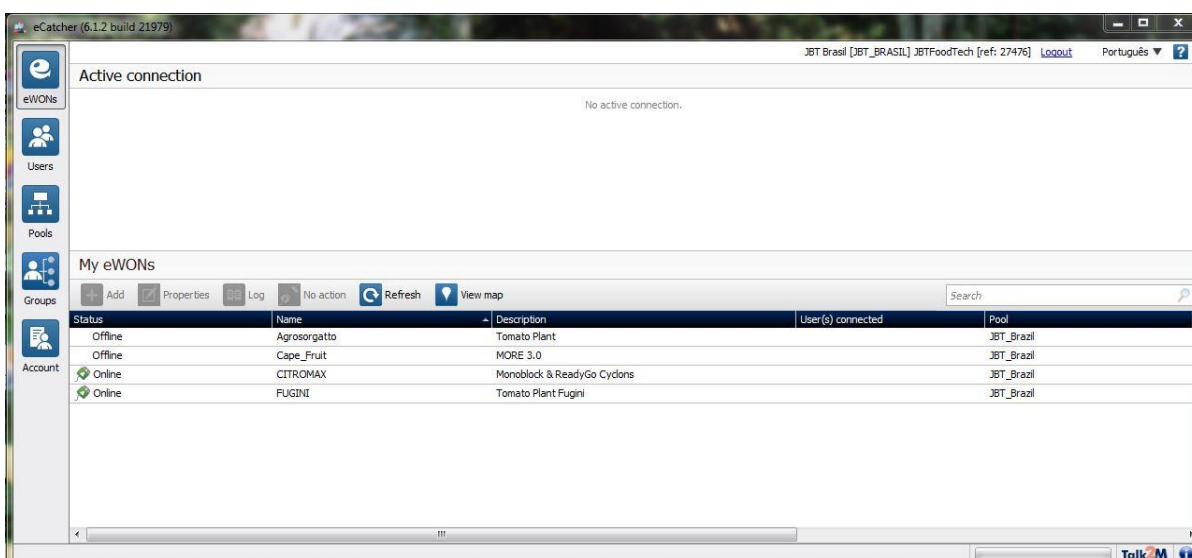 eCatcher (6.1.2 build 21979)
JBT Brasil [JBT_BRASIL] JBTFoodTech [ref: 27476] Logout Português ▼ ?
eWONs
Users
Pools
Groups
Account
Active connection
No active connection.
My eWONs
Add Properties Log No action Refresh View map Search
Status Name Description User(s) connected Pool
Offline Agrosorgatto Tomato Plant JBT_Brazil
Offline Cape_Fruit MORE 3.0 JBT_Brazil
Online CITROMAX Monoblock & ReadyGo Cyclons JBT_Brazil
Online FUGINI Tomato Plant Fugini JBT_Brazil
Talk2M